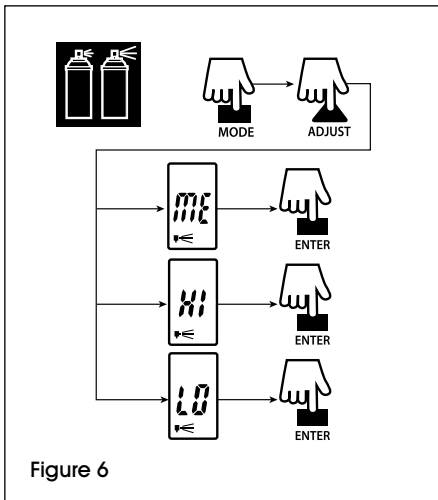 MODE
ADJUST
ME
ENTER
HI
ENTER
LO
ENTER
Figure 6